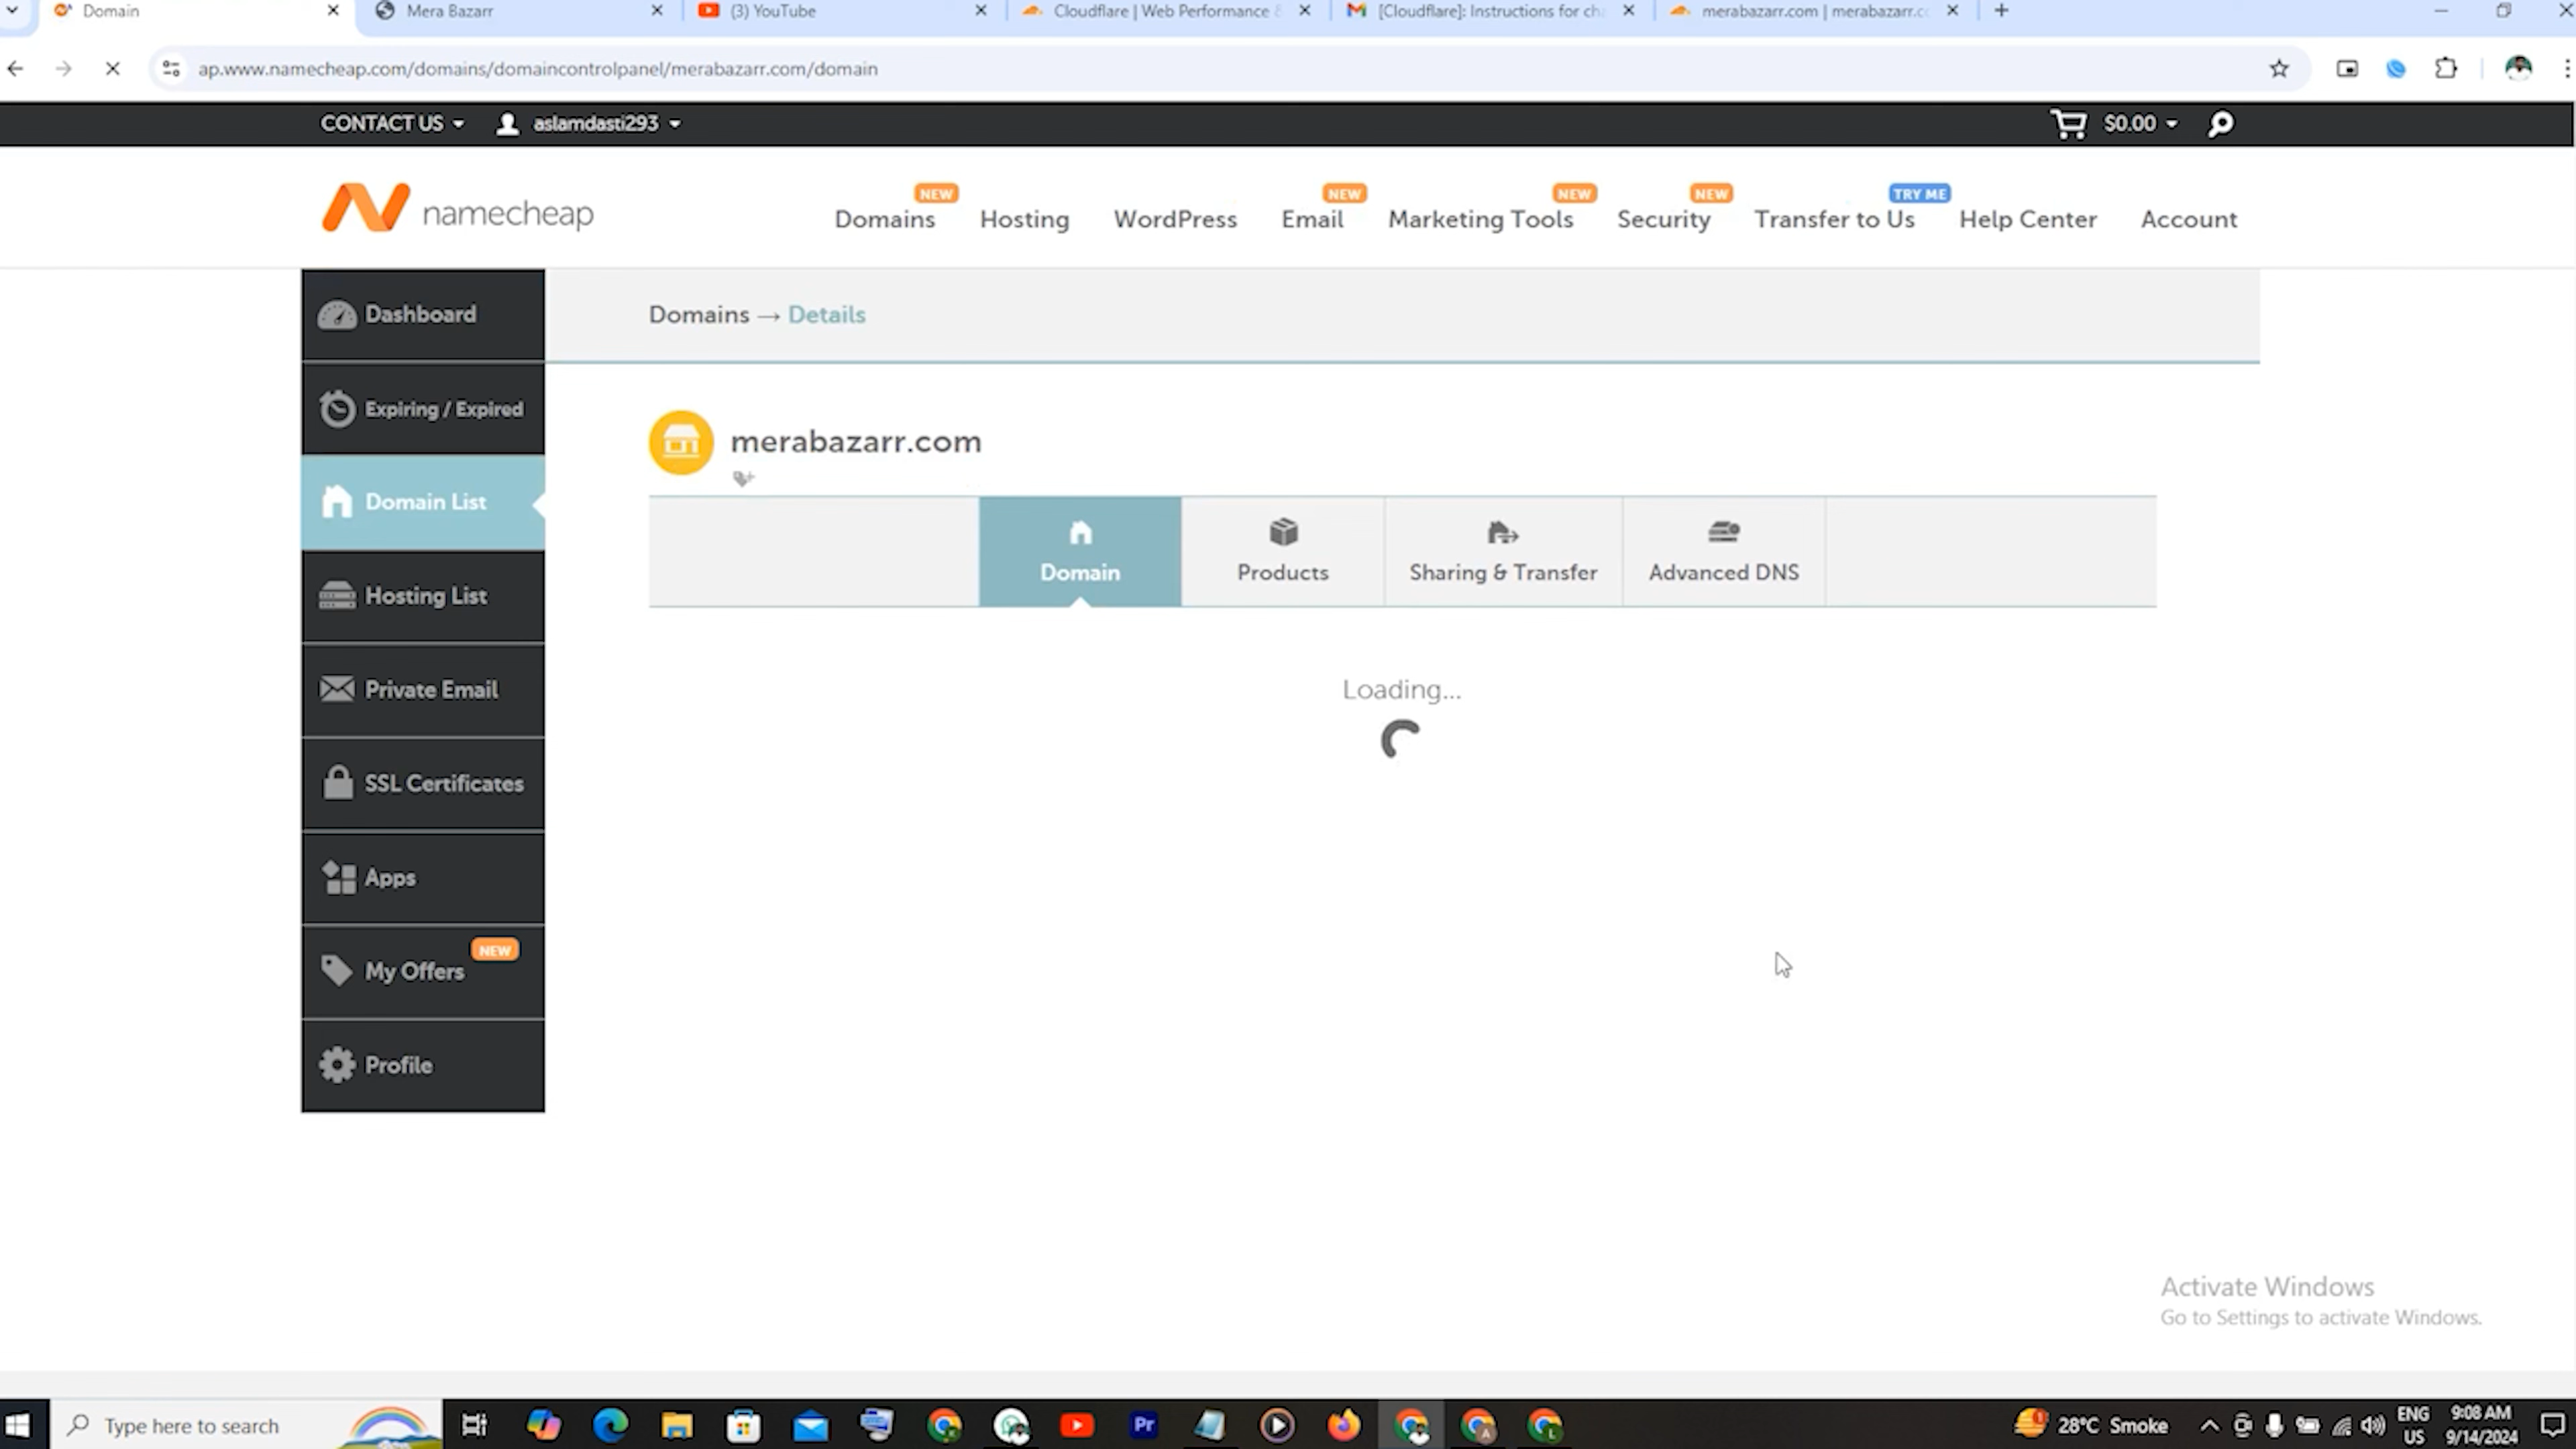 Domain
Mera Bazarr
(3) YouTube
Cloudflare | Web Performance &
[Cloudflare]: Instructions for cha
merabazarr.com | merabazarr.co
ap.www.namecheap.com/domains/domaincontrolpanel/merabazarr.com/domain
CONTACT US
aslamdasti293
$0.00
namecheap
NEW
Domains
Hosting
WordPress
NEW
Email
NEW
Marketing Tools
NEW
Security
TRY ME
Transfer to Us
Help Center
Account
Dashboard
Expiring / Expired
Domain List
Hosting List
Private Email
SSL Certificates
Apps
NEW
My Offers
Profile
Domains → Details
merabazarr.com
Domain
Products
Sharing & Transfer
Advanced DNS
Loading...
Activate Windows
Go to Settings to activate Windows.
Type here to search
Pr
28°C Smoke
ENG
US
9:08 AM
9/14/2024